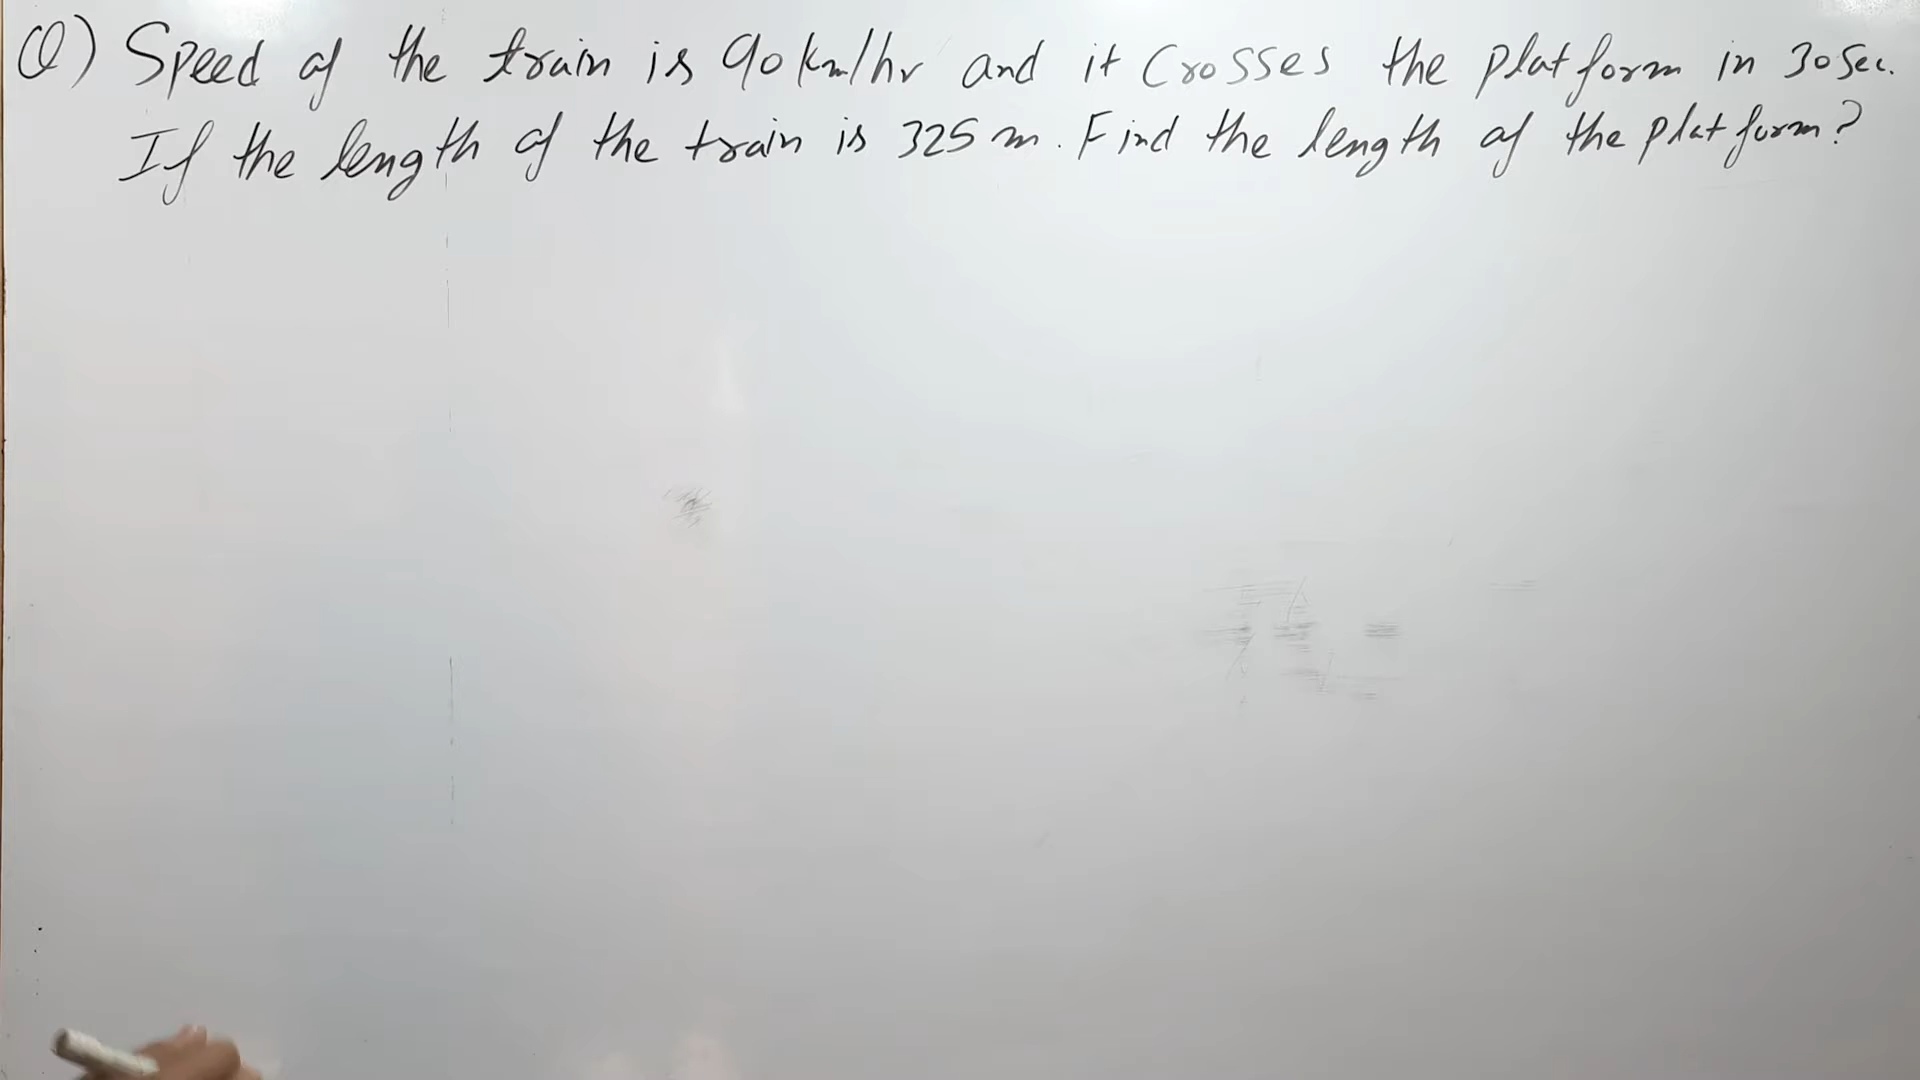 Q) Speed of the train is 90 km/hr and it Crosses the platform in 30 Sec.
If the length of the train is 325 m. Find the length of the platform?